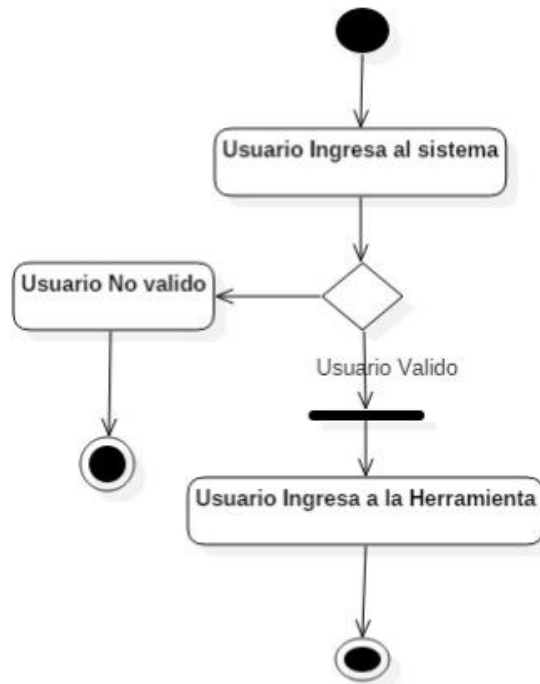 Usuario Ingresa al sistema
Usuario No valido
Usuario Valido
Usuario Ingresa a la Herramienta